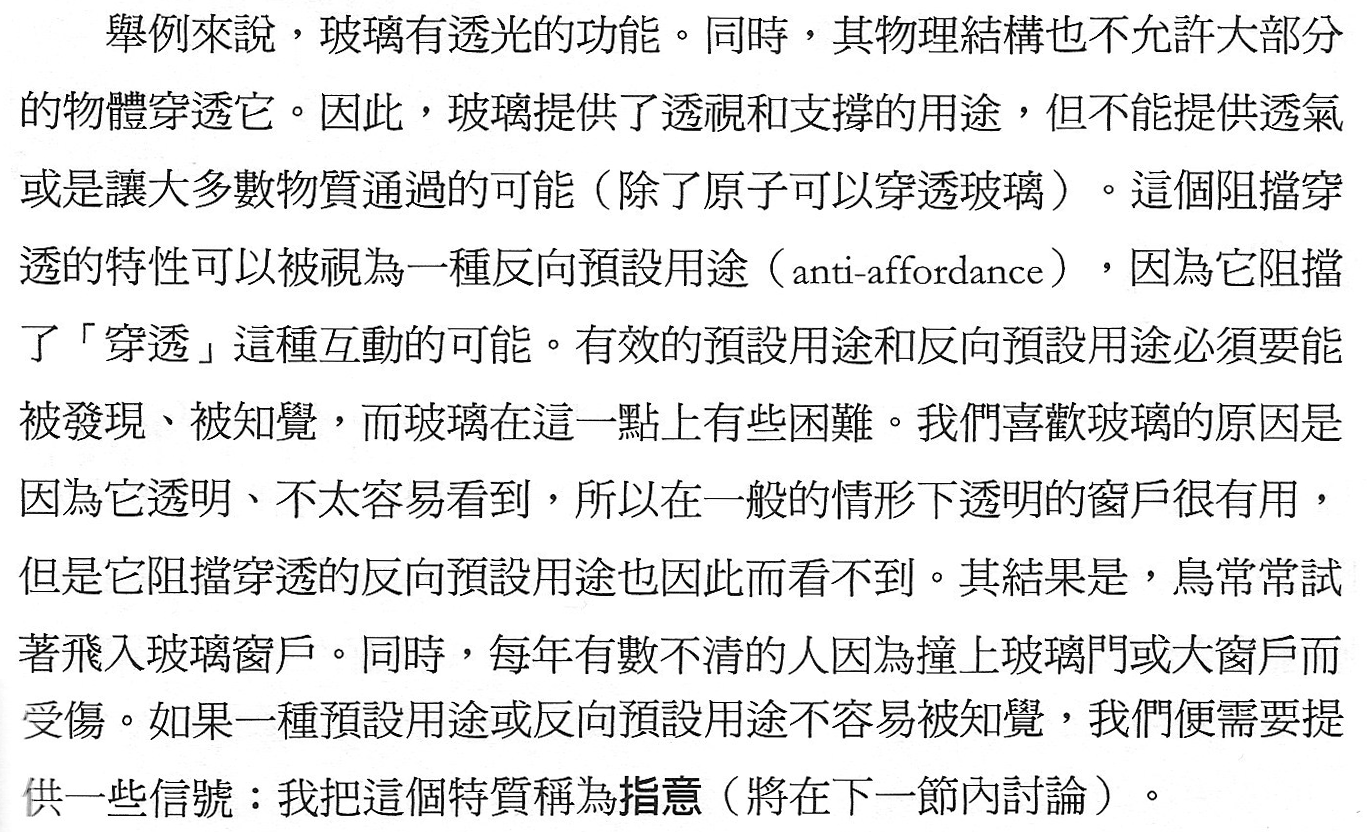 舉例來說，玻璃有透光的功能。同時，其物理結構也不允許大部分
的物體穿透它。因此，玻璃提供了透視和支撐的用途，但不能提供透氣
或是讓大多數物質通過的可能（除了原子可以穿透玻璃）。這個阻擋穿
透的特性可以被視為一種反向預設用途（anti-affordance），因為它阻擋
了「穿透」這種互動的可能。有效的預設用途和反向預設用途必須要能
被發現、被知覺，而玻璃在這一點上有些困難。我們喜歡玻璃的原因是
因為它透明、不太容易看到，所以在一般的情形下透明的窗戶很有用，
但是它阻擋穿透的反向預設用途也因此而看不到。其結果是，鳥常常試
著飛入玻璃窗戶。同時，每年有數不清的人因為撞上玻璃門或大窗戶而
受傷。如果一種預設用途或反向預設用途不容易被知覺，我們便需要提
供一些信號：我把這個特質稱為指意（將在下一節內討論）。